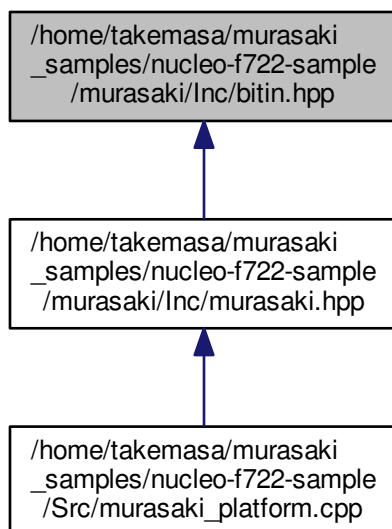 /home/takemasa/murasaki
_samples/nucleo-f722-sample
/murasaki/Inc/bitin.hpp
/home/takemasa/murasaki
_samples/nucleo-f722-sample
/murasaki/Inc/murasaki.hpp
/home/takemasa/murasaki
_samples/nucleo-f722-sample
/Src/murasaki_platform.cpp